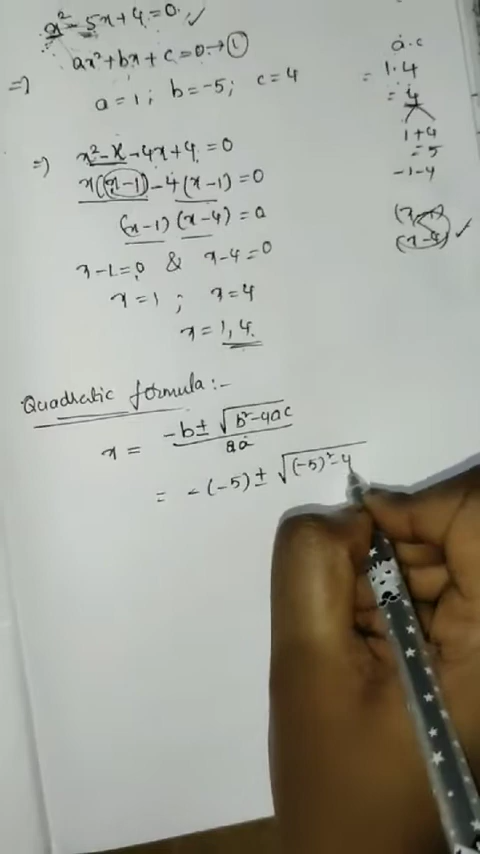 x² - 5x + 4 = 0 ✓
ax² + bx + c = 0 → ①
⇒ a = 1 ; b = -5 ; c = 4
⇒ x² - x - 4x + 4 = 0
x(x-1) - 4(x-1) = 0
(x-1) (x-4) = 0
x-1 = 0 & x-4 = 0
x = 1 ; x = 4
x = 1, 4.
a.c
= 1.4
= 4
1+4
= 5
-1-4
(x-4) ✓
Quadratic formula :-
x = -b ± √b²-4ac / 2a
= -(-5) ± √(-5)²-4